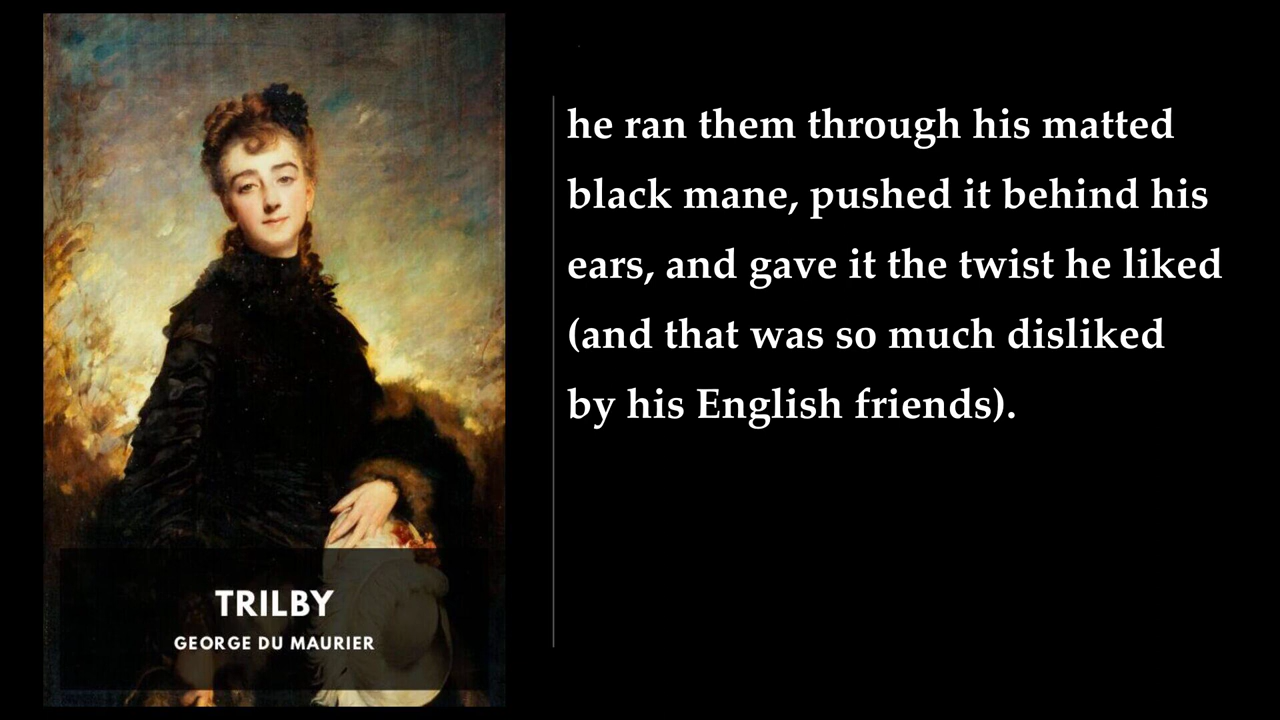 he ran them through his matted
black mane, pushed it behind his
ears, and gave it the twist he liked
(and that was so much disliked
by his English friends).
TRILBY
GEORGE DU MAURIER